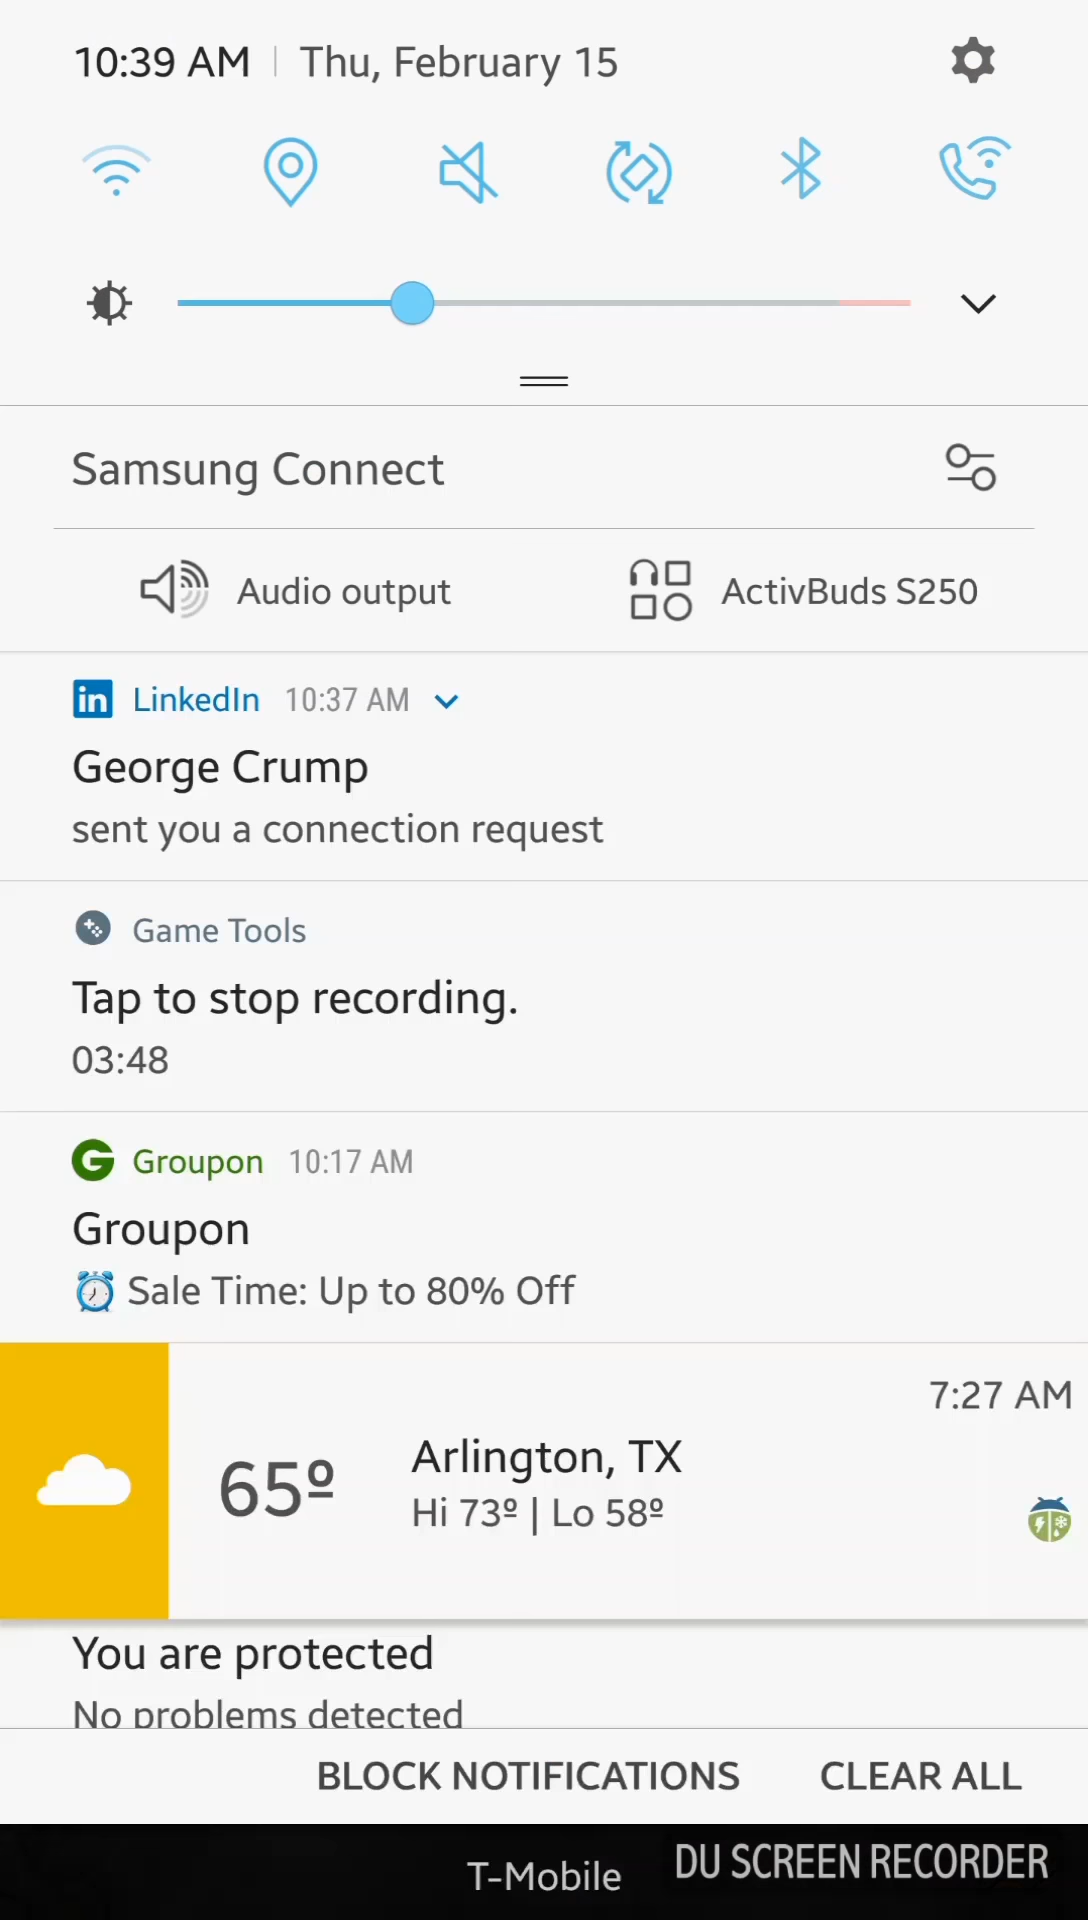 10:39 AM | Thu, February 15
Samsung Connect
Audio output
ActivBuds S250
in LinkedIn 10:37 AM
George Crump
sent you a connection request
Game Tools
Tap to stop recording.
03:48
G Groupon 10:17 AM
Groupon
⏰ Sale Time: Up to 80% Off
7:27 AM
65º
Arlington, TX
Hi 73º | Lo 58º
You are protected
No problems detected
BLOCK NOTIFICATIONS
CLEAR ALL
T-Mobile
DU SCREEN RECORDER